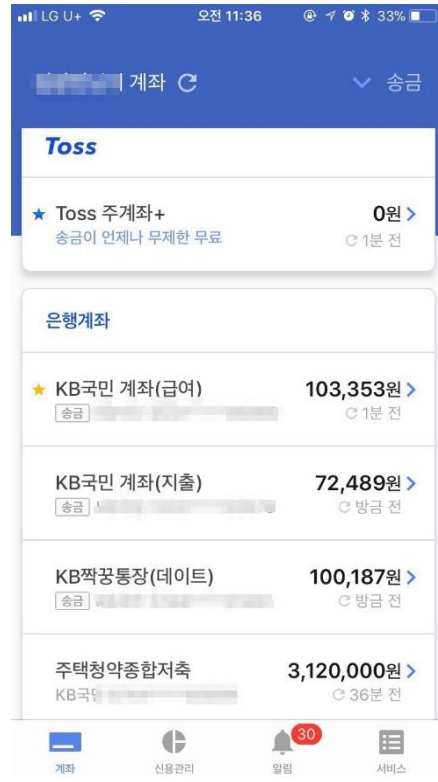 LG U+
오전 11:36
33%
계좌
송금
Toss
Toss 주계좌+
0원
송금이 언제나 무제한 무료
1분 전
은행계좌
KB국민 계좌(급여)
103,353원
송금
1분 전
KB국민 계좌(지출)
72,489원
송금
방금 전
KB짝꿍통장(데이트)
100,187원
송금
방금 전
주택청약종합저축
3,120,000원
36분 전
30
계좌
신용관리
알림
서비스